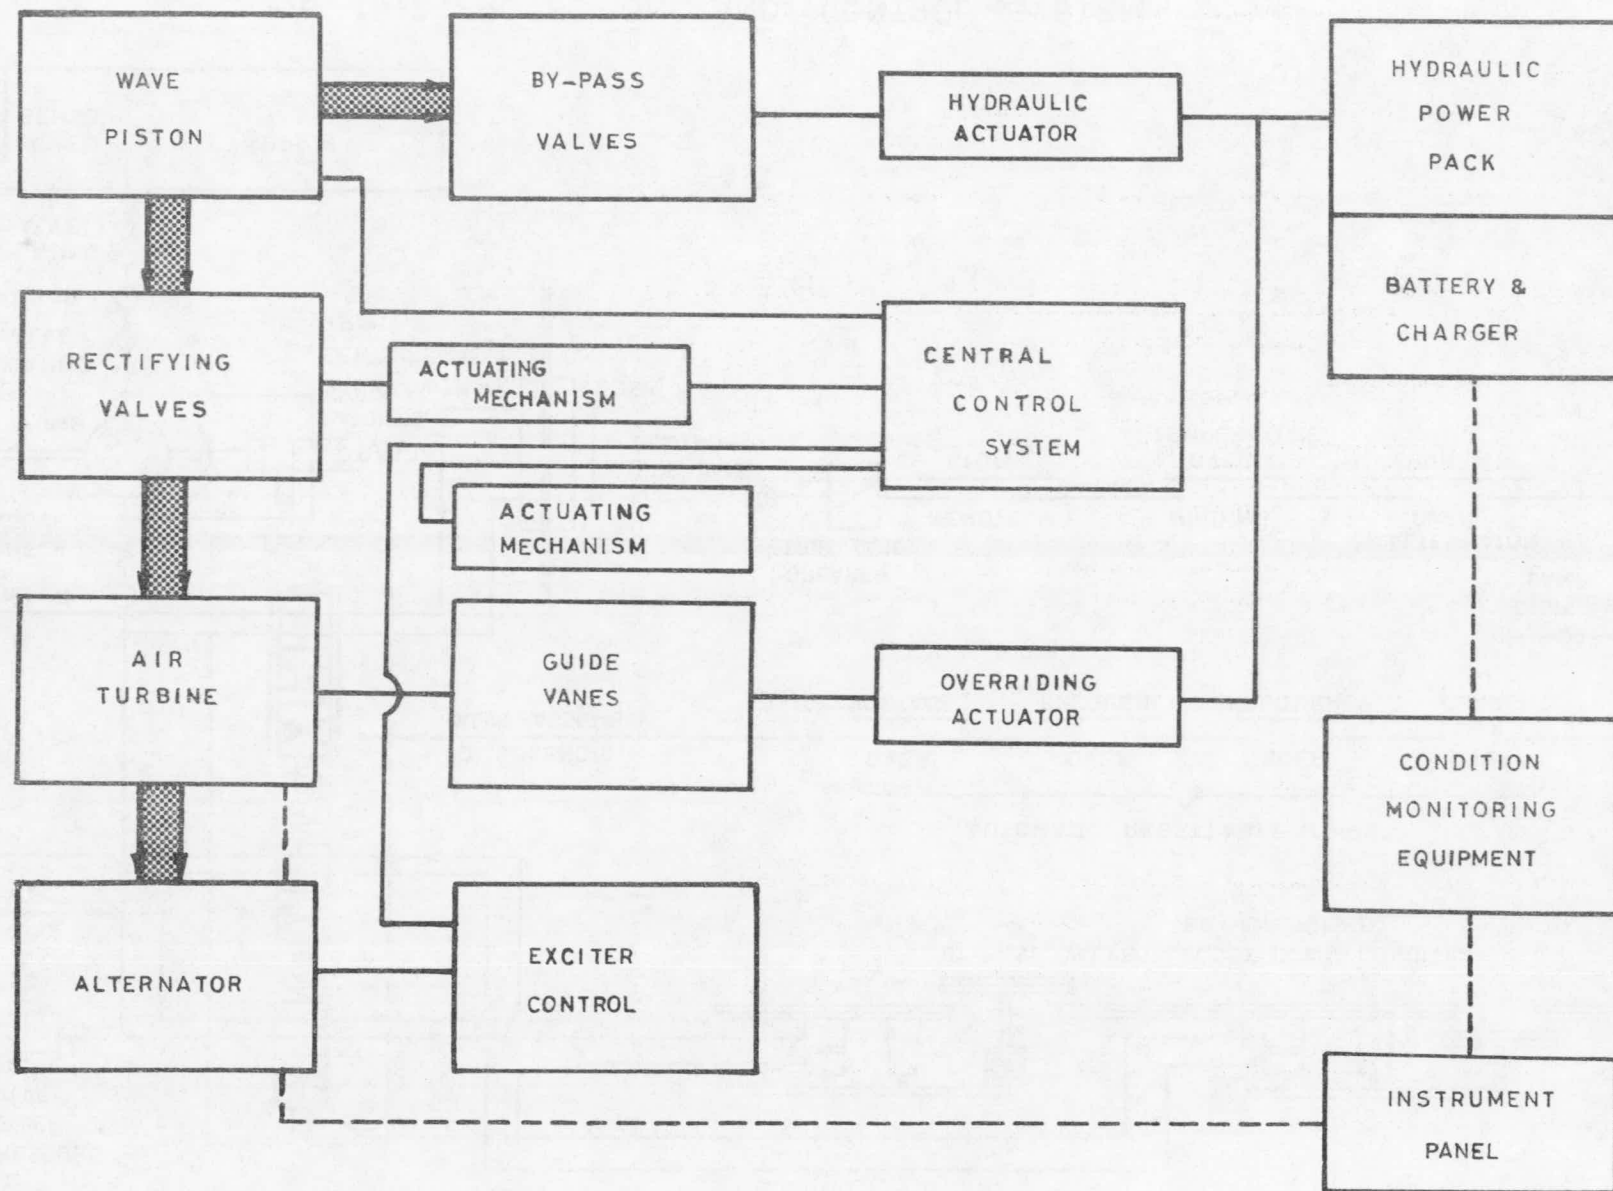 WAVE
PISTON
BY-PASS
VALVES
HYDRAULIC
ACTUATOR
HYDRAULIC
POWER
PACK
BATTERY &
CHARGER
RECTIFYING
VALVES
ACTUATING
MECHANISM
CENTRAL
CONTROL
SYSTEM
ACTUATING
MECHANISM
AIR
TURBINE
GUIDE
VANES
OVERRIDING
ACTUATOR
CONDITION
MONITORING
EQUIPMENT
ALTERNATOR
EXCITER
CONTROL
INSTRUMENT
PANEL